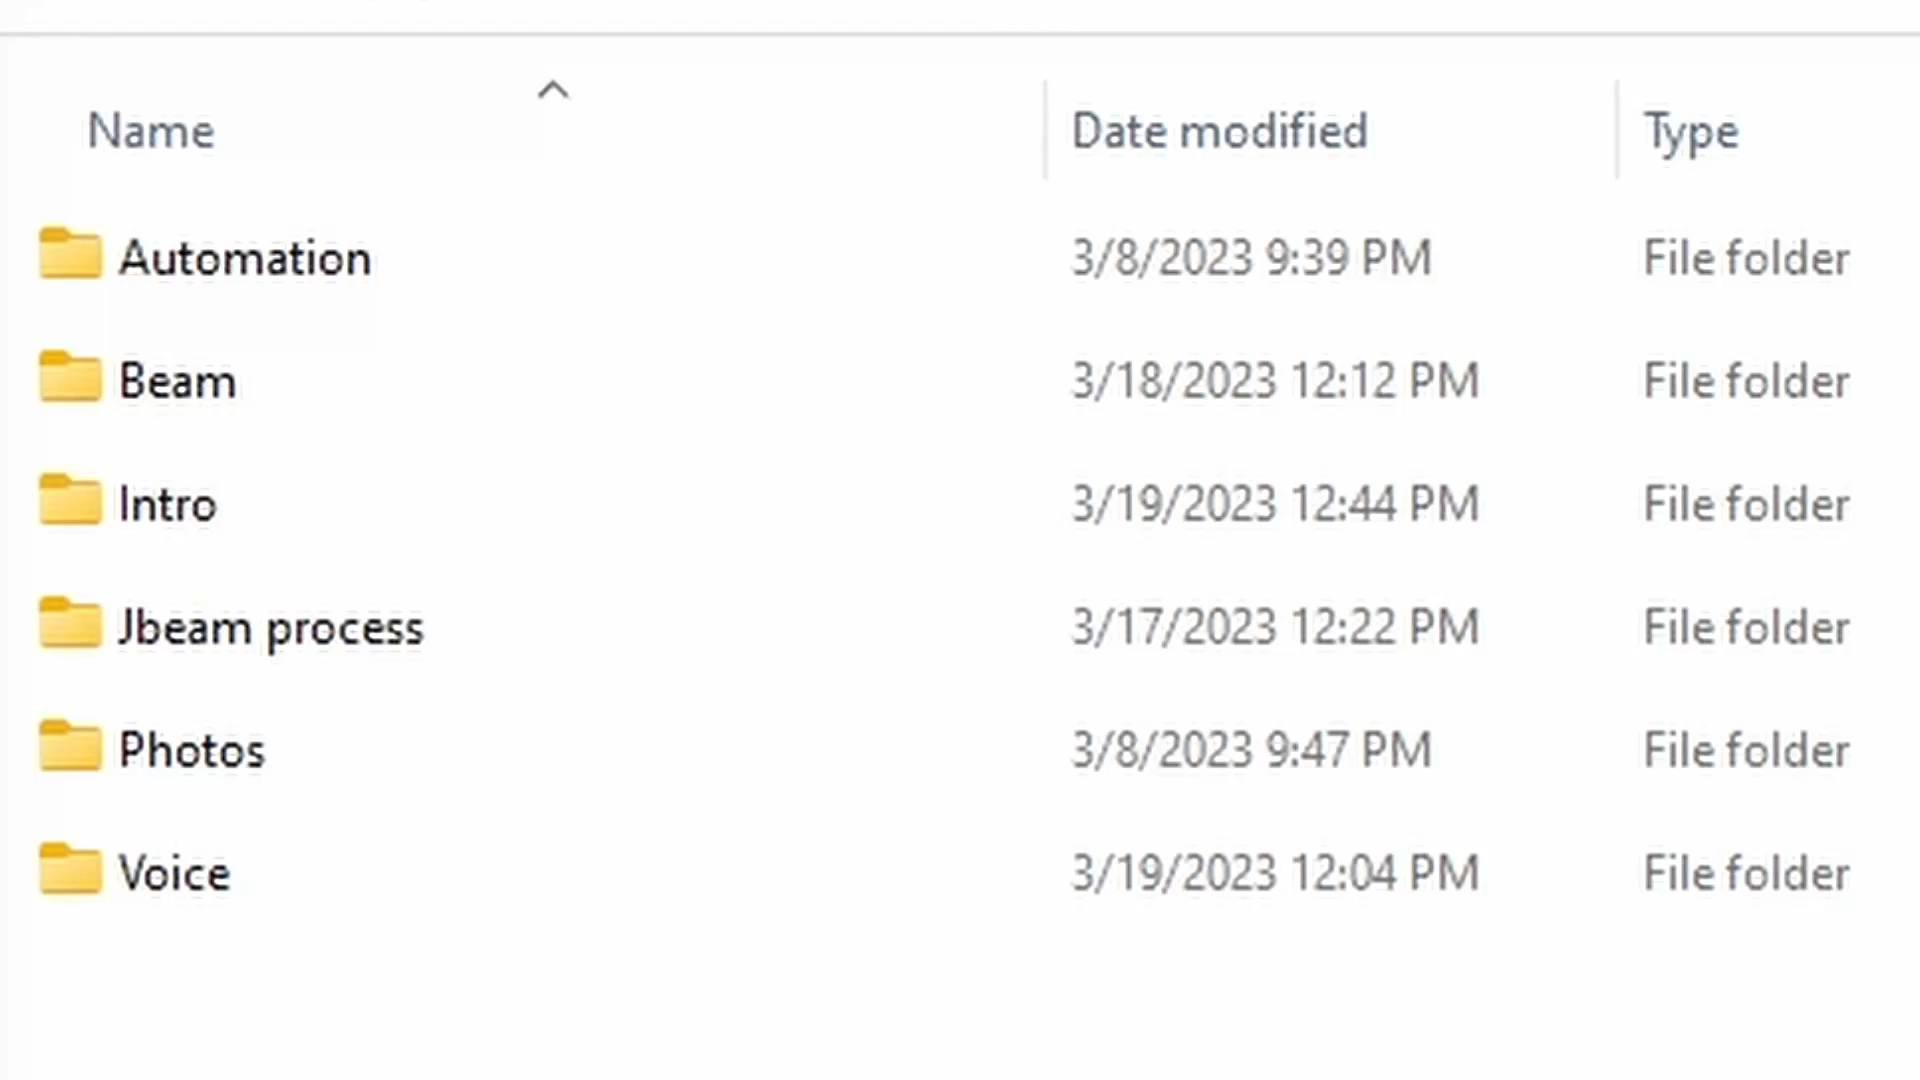 Name Date modified Type
Automation 3/8/2023 9:39 PM File folder
Beam 3/18/2023 12:12 PM File folder
Intro 3/19/2023 12:44 PM File folder
Jbeam process 3/17/2023 12:22 PM File folder
Photos 3/8/2023 9:47 PM File folder
Voice 3/19/2023 12:04 PM File folder